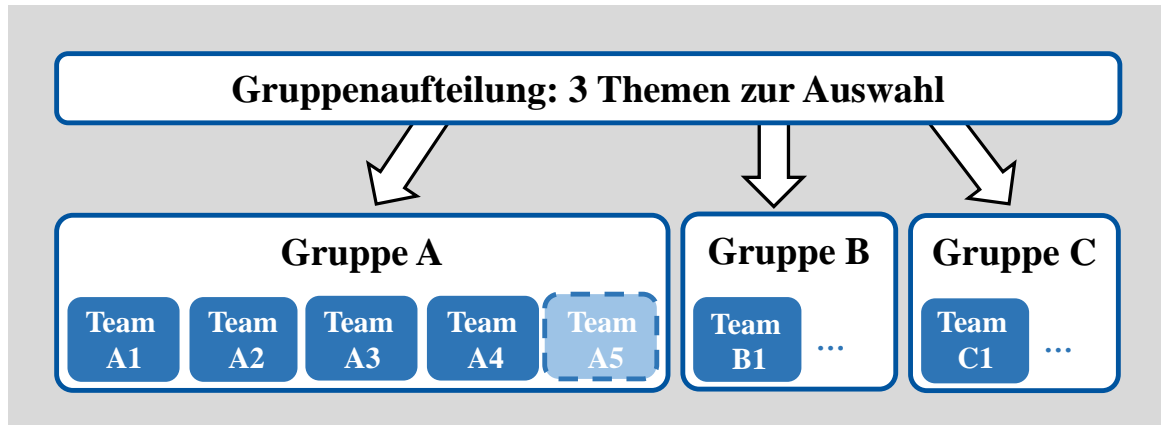 Gruppenaufteilung: 3 Themen zur Auswahl
Gruppe A
Team
A1
Team
A2
Team
A3
Team
A4
Team
A5
Gruppe B
Team
B1
...
Gruppe C
Team
C1
...